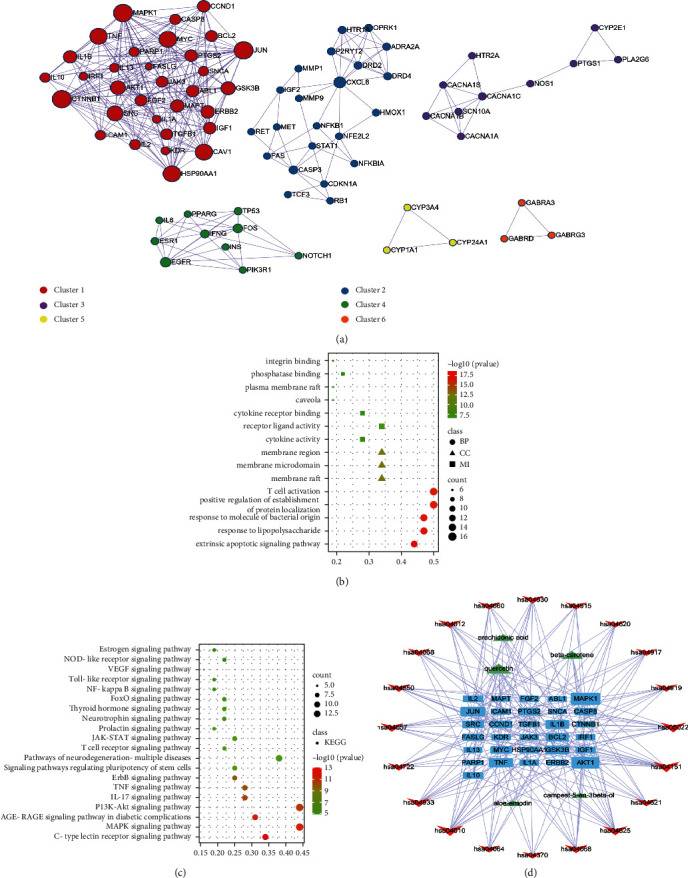 MAPK1
CCND1
CASP8
TNF
MYC
BCL2
JUN
IL1B
PARP1
PTGS2
IL10
IRF1
IL13
FASLG
SNCA
JAK3
GSK3B
CTNNB1
AKT1
ABL1
FGF2
MAPT
SRC
ERBB2
IL1A
ICAM1
TGFB1
IGF1
IL2
KDR
CAV1
HSP90AA1
HTR1
OPRK1
P2RY12
ADRA2A
DRD2
MMP1
DRD4
CXCL8
IGF2
MMP9
HMOX1
RET
MET
NFKB1
NFE2L2
STAT1
FAS
NFKBIA
CASP3
CDKN1A
TCF3
RB1
CYP2E1
HTR2A
PTGS1
PLA2G6
CACNA1S
NOS1
CACNA1C
SCN10A
CACNA1B
CACNA1A
IL6
PPARG
TP53
IFNG
FOS
ESR1
INS
EGFR
NOTCH1
PIK3R1
CYP3A4
CYP1A1
CYP24A1
GABRA3
GABRD
GABRG3
Cluster 1
Cluster 2
Cluster 3
Cluster 4
Cluster 5
Cluster 6
(a)
integrin binding
phosphatase binding
plasma membrane raft
caveola
cytokine receptor binding
receptor ligand activity
cytokine activity
membrane region
membrane microdomain
membrane raft
T cell activation
positive regulation of establishment
of protein localization
response to molecule of bacterial origin
response to lipopolysaccharide
extrinsic apoptotic signaling pathway
0.2 0.3 0.4 0.5
-log10 (pvalue)
17.5
15.0
12.5
10.0
7.5
class
BP
CC
MI
count
6
8
10
12
14
16
(b)
Estrogen signaling pathway
NOD- like receptor signaling pathway
VEGF signaling pathway
Toll- like receptor signaling pathway
NF- kappa B signaling pathway
FoxO signaling pathway
Thyroid hormone signaling pathway
Neurotrophin signaling pathway
Prolactin signaling pathway
JAK-STAT signaling pathway
T cell receptor signaling pathway
Pathways of neurodegeneration- multiple diseases
Signaling pathways regulating pluripotency of stem cells
ErbB signaling pathway
TNF signaling pathway
IL-17 signaling pathway
P13K-Akt signaling pathway
AGE- RAGE signaling pathway in diabetic complications
MAPK signaling pathway
C- type lectin receptor signaling pathway
0.15 0.20 0.25 0.30 0.35 0.40 0.45
count
5.0
7.5
10.0
12.5
class
KEGG
-log10 (pvalue)
13
11
9
7
5
(c)
hsa04660
hsa04930
hsa04915
hsa04612
hsa04620
arachidonic acid
hsa04068
beta-carotene
hsa04917
quercetin
IL2 MAPT FGF2 ABL1 MAPK1
JUN ICAM1 PTGS2 SNCA CASP8
SRC CCND1 TGFB1 IL1B CTNNB1
FASLG KDR JAK3 BCL2 IRF1
IL13 MYC HSP90AA1 GSK3B IGF1
PARP1 TNF IL1A ERBB2 AKT1
IL10
hsa04657
hsa04722
hsa04151
hsa04933
aloe-emodin
campest-5-en-3beta-ol
hsa04621
hsa04010
hsa04625
hsa04064
hsa04370
(d)